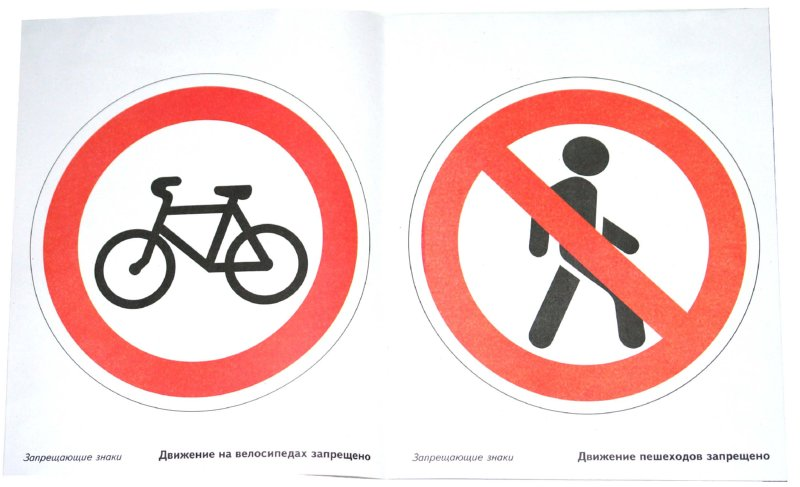 Запрещающие знаки
Движение на велосипедах запрещено
Запрещающие знаки
Движение пешеходов запрещено